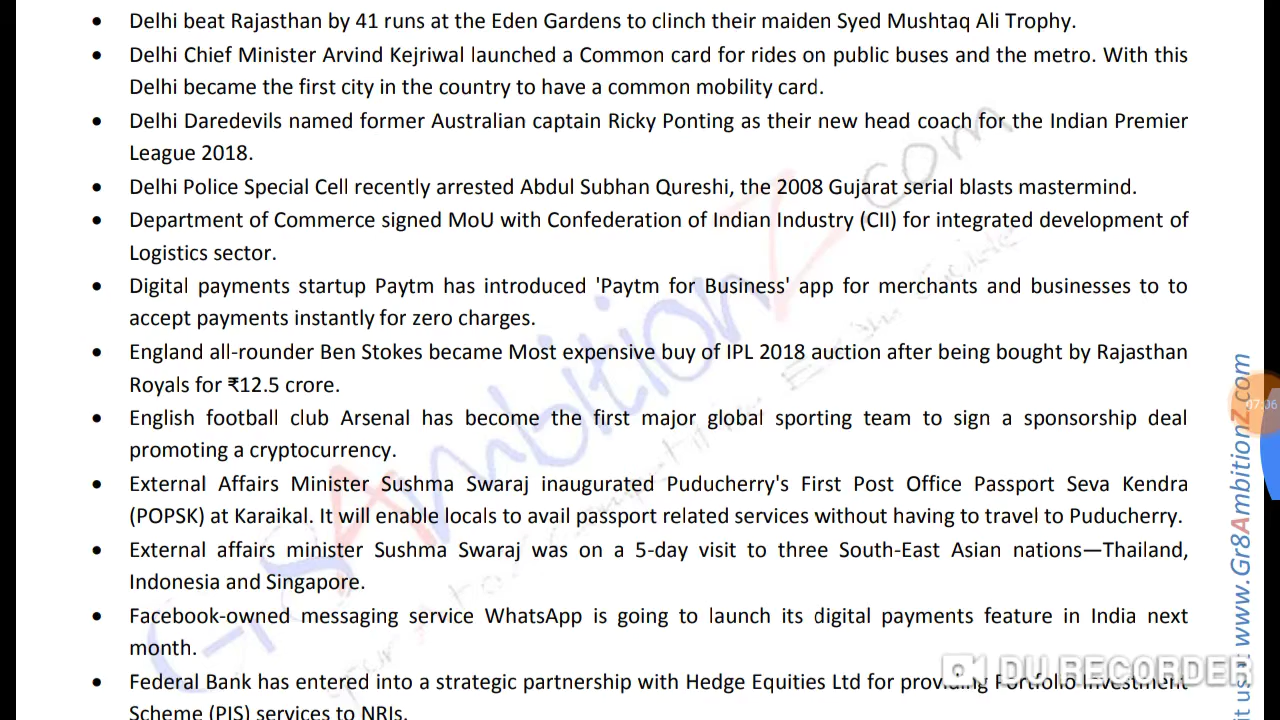 • Delhi beat Rajasthan by 41 runs at the Eden Gardens to clinch their maiden Syed Mushtaq Ali Trophy.
• Delhi Chief Minister Arvind Kejriwal launched a Common card for rides on public buses and the metro. With this
Delhi became the first city in the country to have a common mobility card.
• Delhi Daredevils named former Australian captain Ricky Ponting as their new head coach for the Indian Premier
League 2018.
• Delhi Police Special Cell recently arrested Abdul Subhan Qureshi, the 2008 Gujarat serial blasts mastermind.
• Department of Commerce signed MoU with Confederation of Indian Industry (CII) for integrated development of
Logistics sector.
• Digital payments startup Paytm has introduced 'Paytm for Business' app for merchants and businesses to to
accept payments instantly for zero charges.
• England all-rounder Ben Stokes became Most expensive buy of IPL 2018 auction after being bought by Rajasthan
Royals for ₹12.5 crore.
• English football club Arsenal has become the first major global sporting team to sign a sponsorship deal
promoting a cryptocurrency.
• External Affairs Minister Sushma Swaraj inaugurated Puducherry's First Post Office Passport Seva Kendra
(POPSK) at Karaikal. It will enable locals to avail passport related services without having to travel to Puducherry.
• External affairs minister Sushma Swaraj was on a 5-day visit to three South-East Asian nations—Thailand,
Indonesia and Singapore.
• Facebook-owned messaging service WhatsApp is going to launch its digital payments feature in India next
month.
• Federal Bank has entered into a strategic partnership with Hedge Equities Ltd for providing Portfolio Investment
Scheme (PIS) services to NRIs.
Gr8AmbitionZ.com
it us at www.Gr8AmbitionZ.com
07:06
DU RECORDER